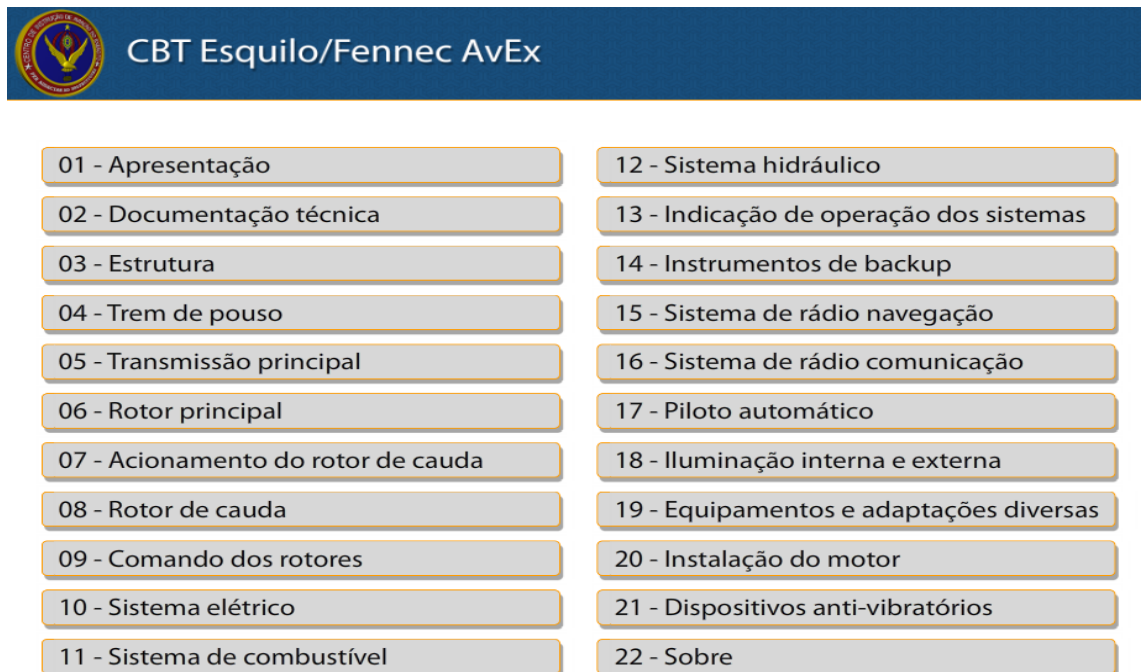 CBT Esquilo/Fennec AvEx
01 - Apresentação
02 - Documentação técnica
03 - Estrutura
04 - Trem de pouso
05 - Transmissão principal
06 - Rotor principal
07 - Acionamento do rotor de cauda
08 - Rotor de cauda
09 - Comando dos rotores
10 - Sistema elétrico
11 - Sistema de combustível
12 - Sistema hidráulico
13 - Indicação de operação dos sistemas
14 - Instrumentos de backup
15 - Sistema de rádio navegação
16 - Sistema de rádio comunicação
17 - Piloto automático
18 - Iluminação interna e externa
19 - Equipamentos e adaptações diversas
20 - Instalação do motor
21 - Dispositivos anti-vibratórios
22 - Sobre